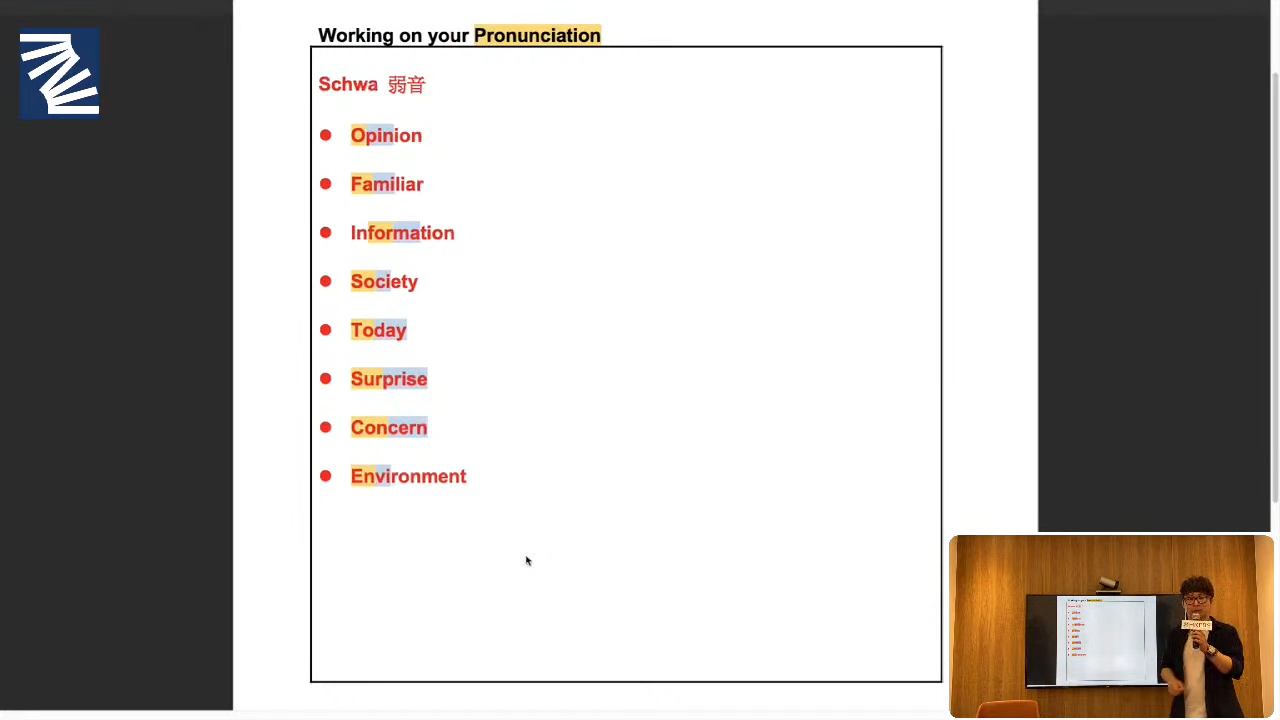 Working on your Pronunciation
Schwa 弱音
● Opinion
● Familiar
● Information
● Society
● Today
● Surprise
● Concern
● Environment